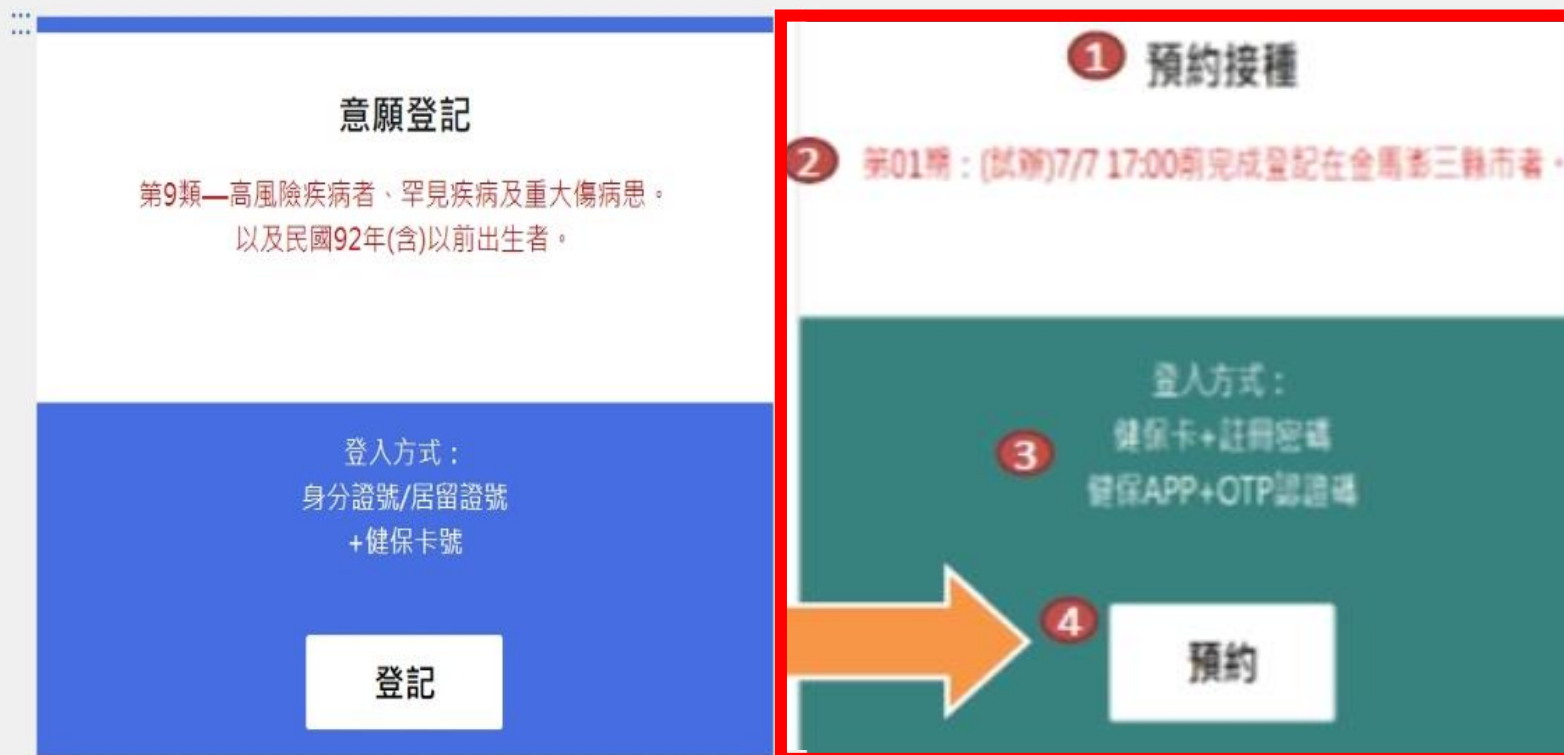 意願登記
第9類—高風險疾病者、罕見疾病及重大傷病患。
以及民國92年(含)以前出生者。
登入方式：
身分證號/居留證號
+健保卡號
登記
1 預約接種
2 第01期：(試辦)7/7 17:00前完成登記在金馬澎三縣市者。
登入方式：
3 健保卡+註冊密碼
健保APP+OTP認證碼
4 預約